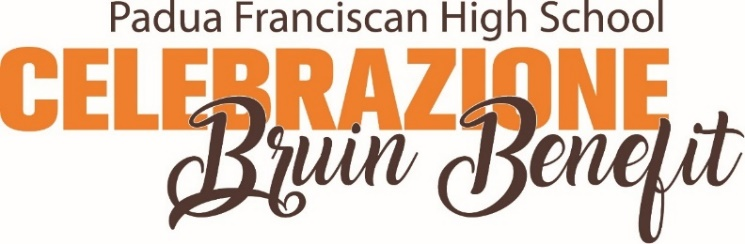 Padua Franciscan High School
CELEBRAZIONE
Bruin Benefit